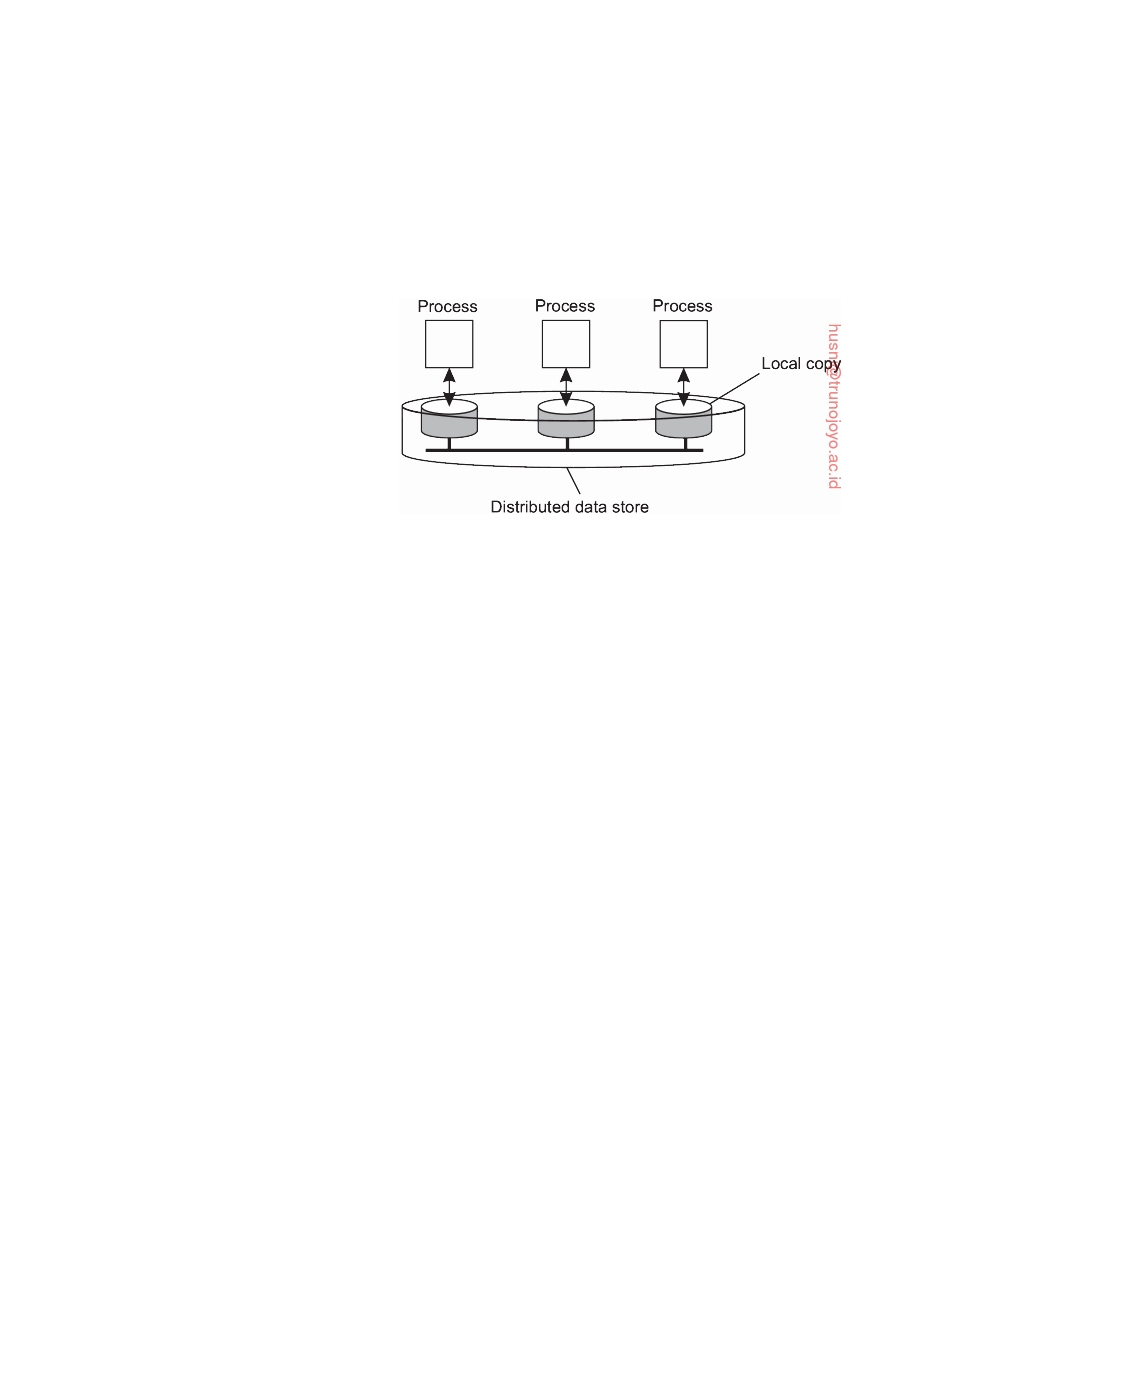 Process
Process
Process
Local copy
Distributed data store
husni@trunojoyo.ac.id